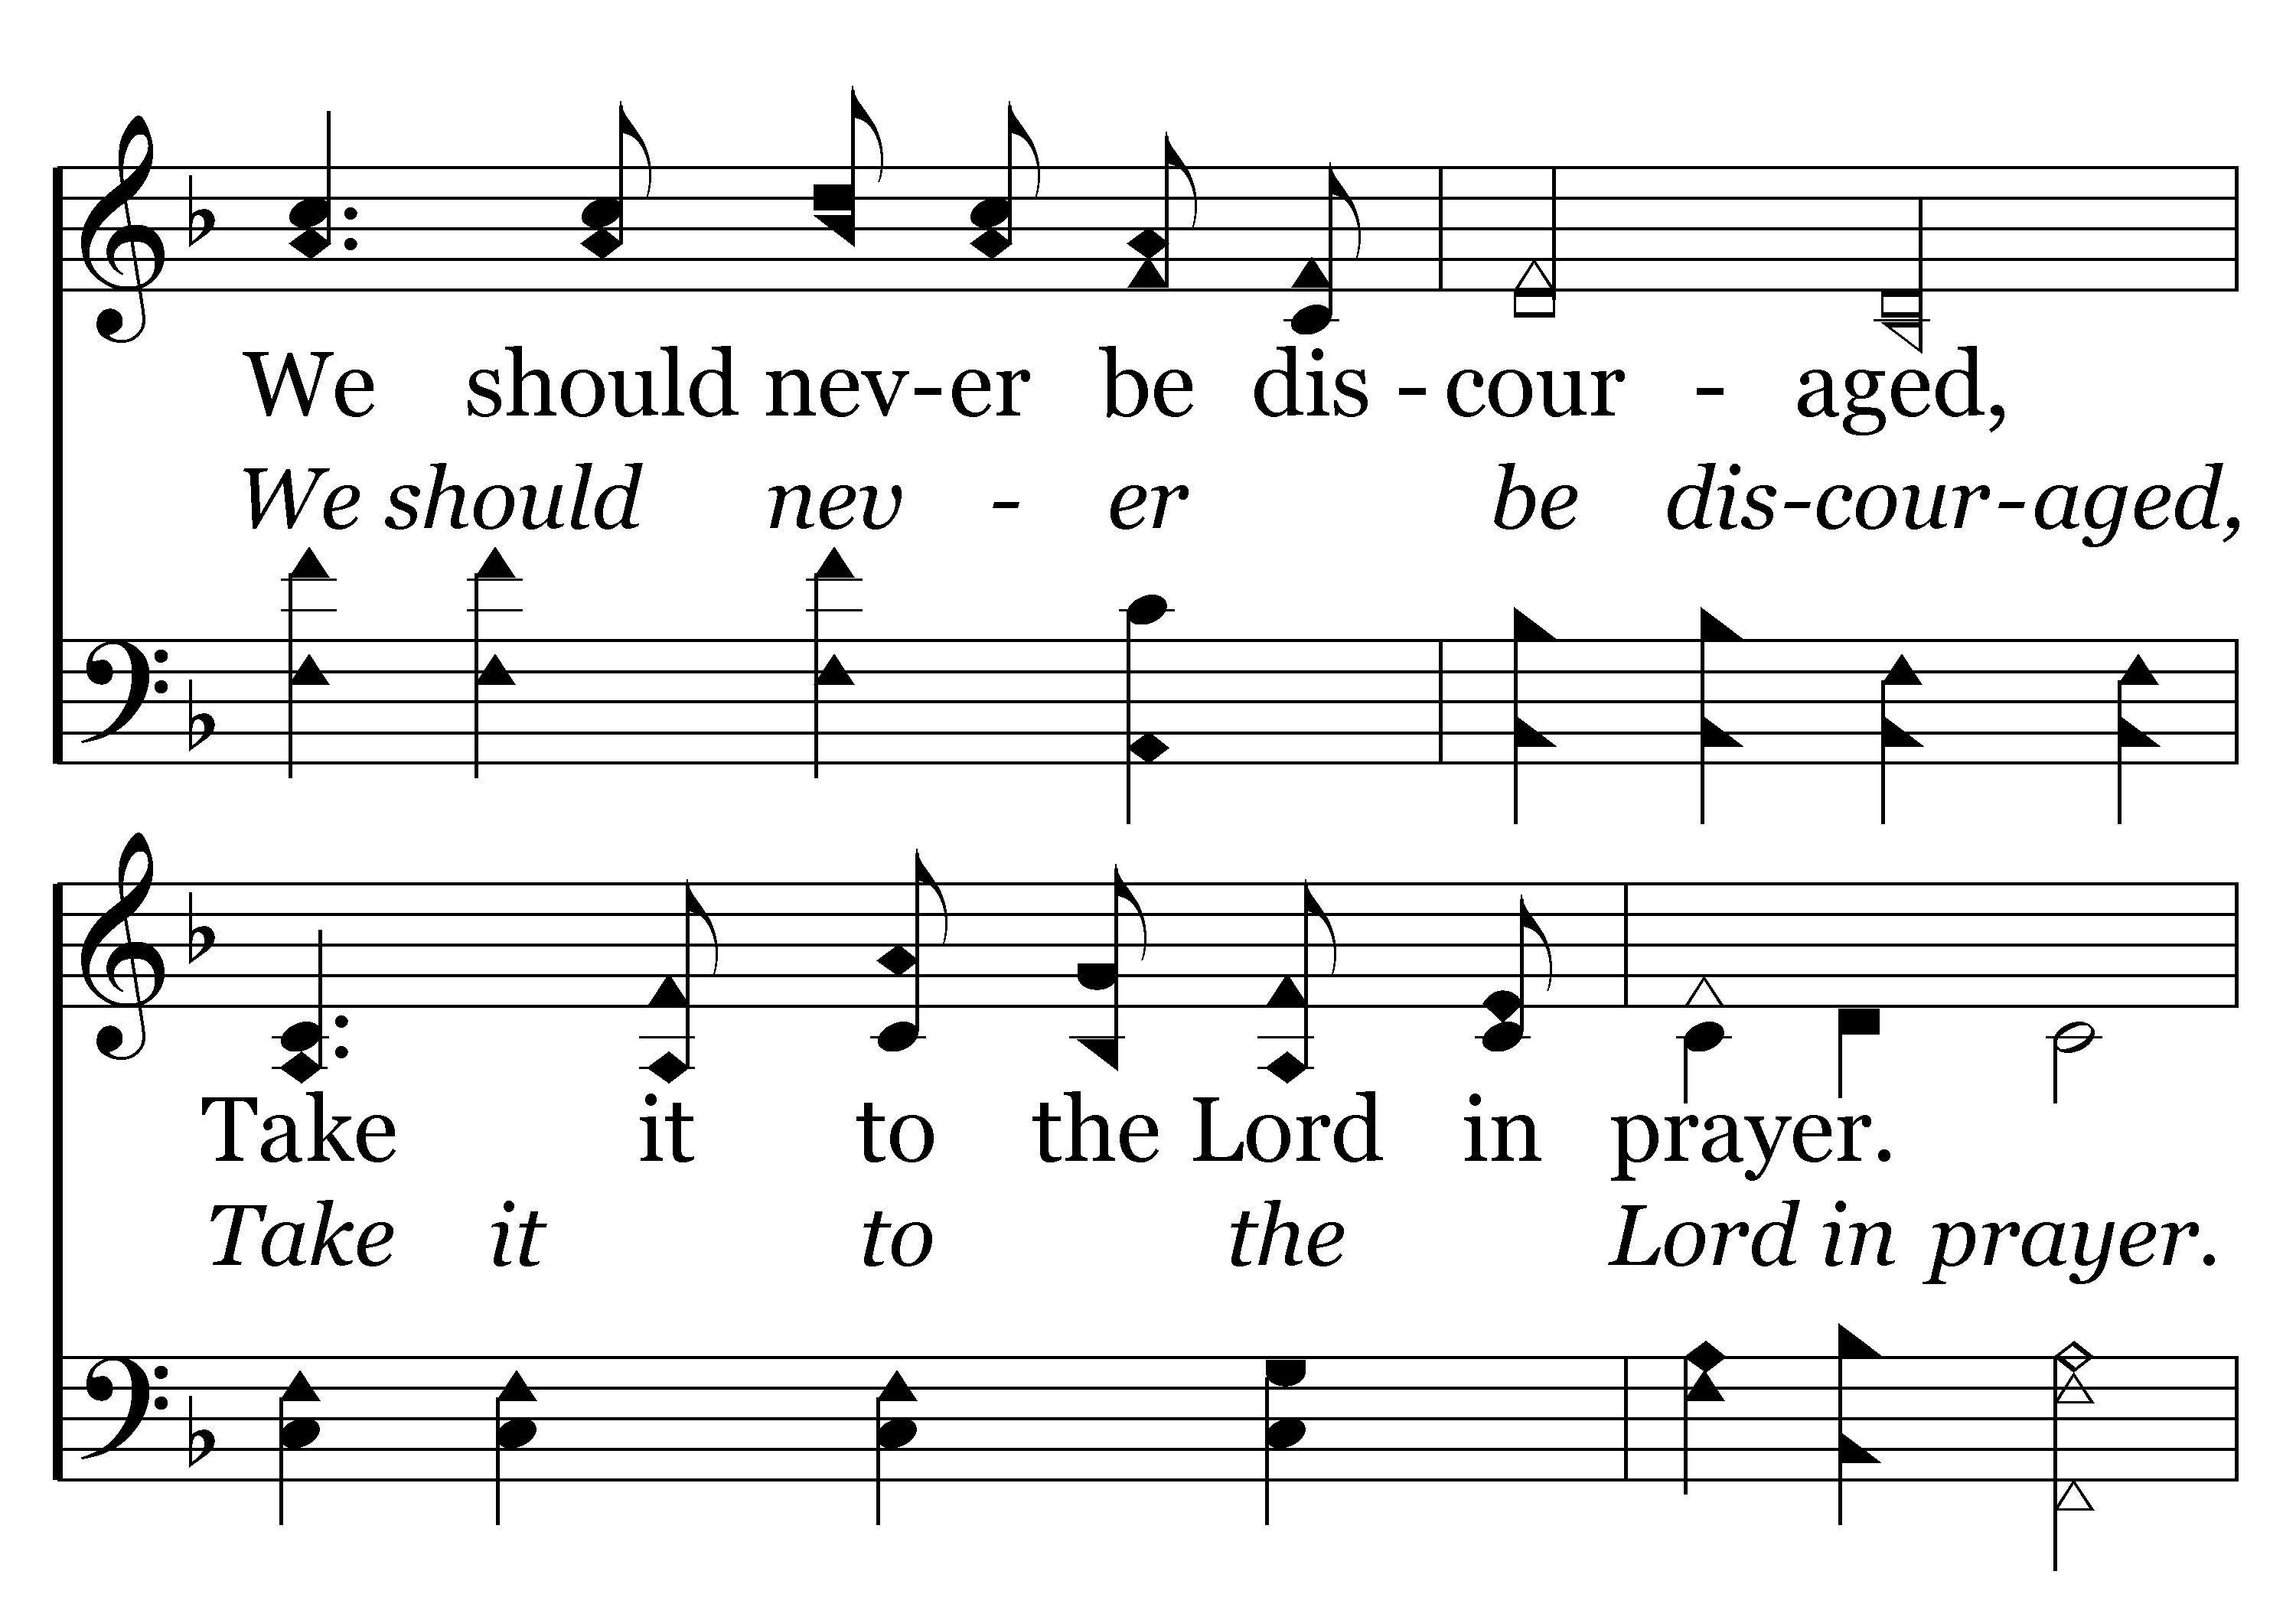 We should nev-er be dis - cour - aged,
We should nev - er be dis-cour-aged,
Take it to the Lord in prayer.
Take it to the Lord in prayer.